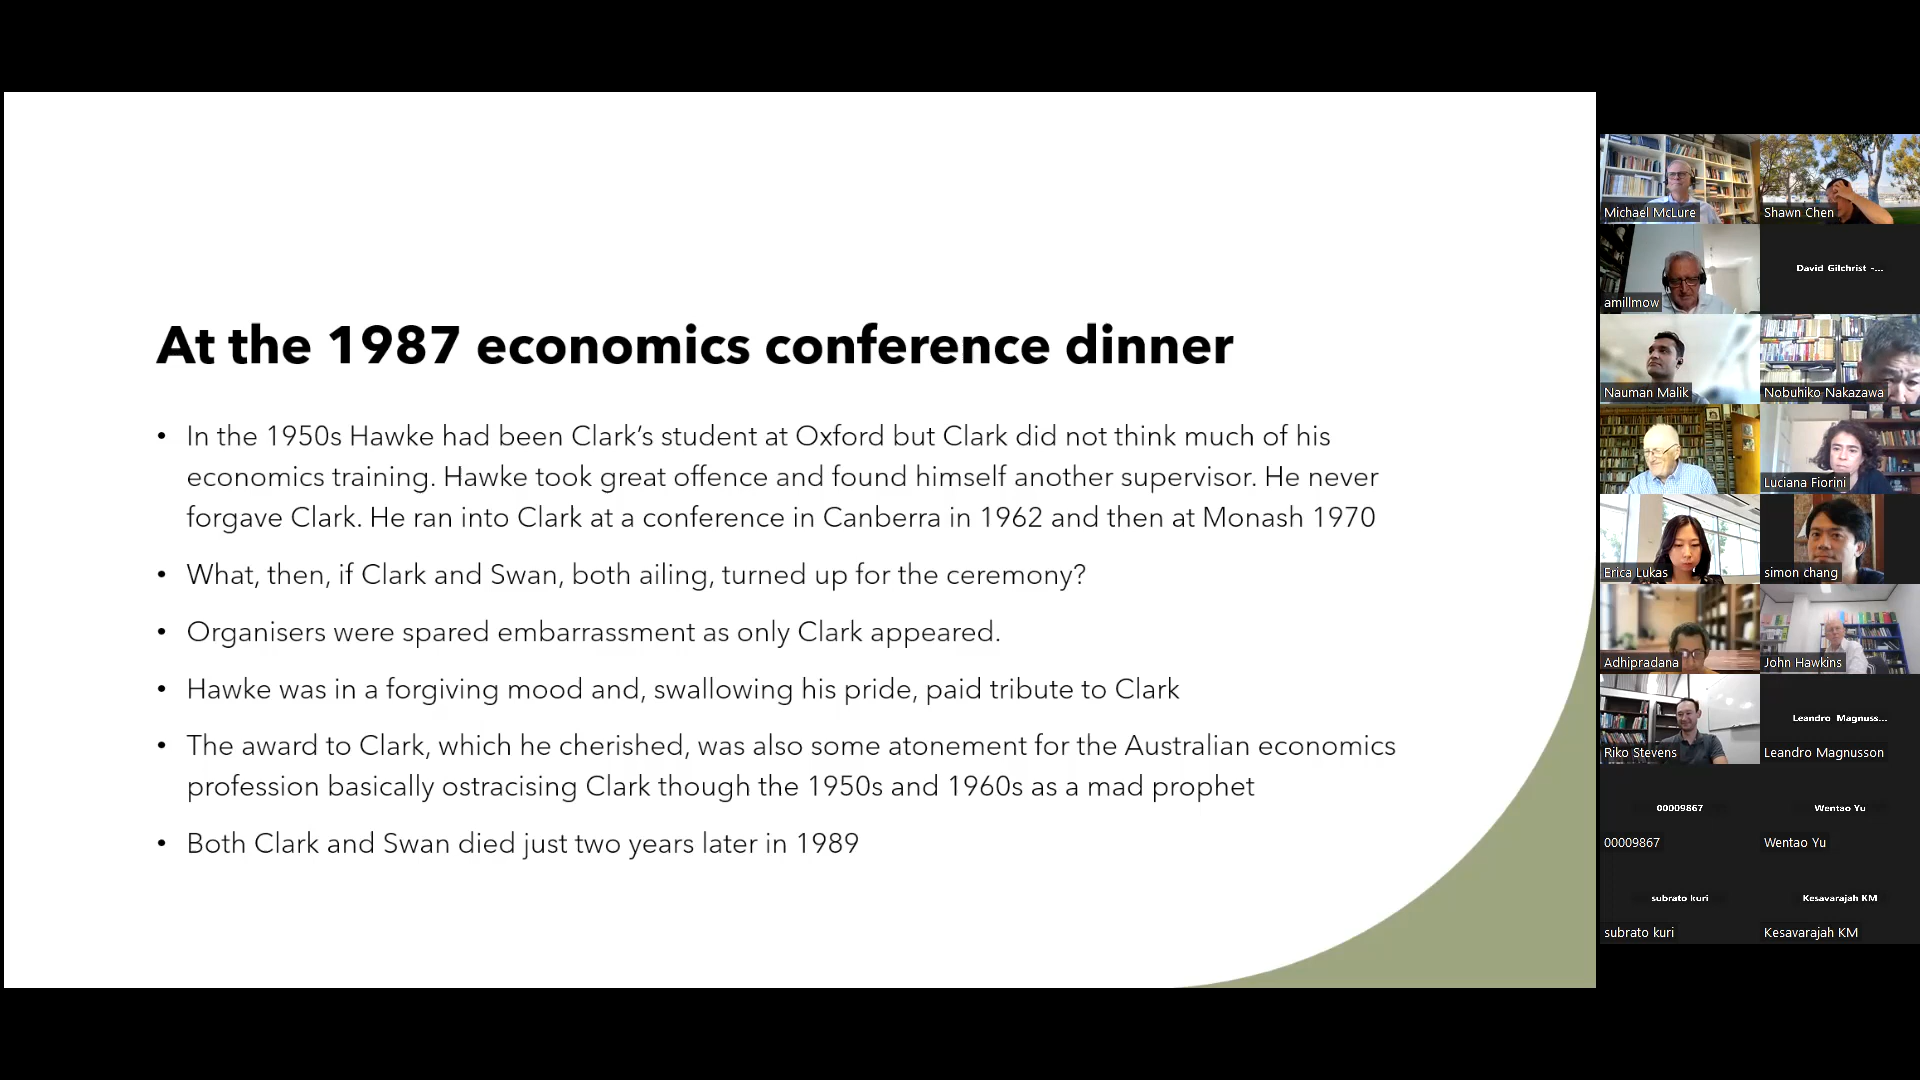 At the 1987 economics conference dinner
• In the 1950s Hawke had been Clark’s student at Oxford but Clark did not think much of his
economics training. Hawke took great offence and found himself another supervisor. He never
forgave Clark. He ran into Clark at a conference in Canberra in 1962 and then at Monash 1970
• What, then, if Clark and Swan, both ailing, turned up for the ceremony?
• Organisers were spared embarrassment as only Clark appeared.
• Hawke was in a forgiving mood and, swallowing his pride, paid tribute to Clark
• The award to Clark, which he cherished, was also some atonement for the Australian economics
profession basically ostracising Clark though the 1950s and 1960s as a mad prophet
• Both Clark and Swan died just two years later in 1989
Michael McLure
Shawn Chen
amillmow
David Gilchrist -...
Nauman Malik
Nobuhiko Nakazawa
Luciana Fiorini
Erica Lukas
simon chang
Adhipradana
John Hawkins
Riko Stevens
Leandro Magnuss...
Leandro Magnusson
00009867
00009867
Wentao Yu
Wentao Yu
subrato kuri
subrato kuri
Kesavarajah KM
Kesavarajah KM